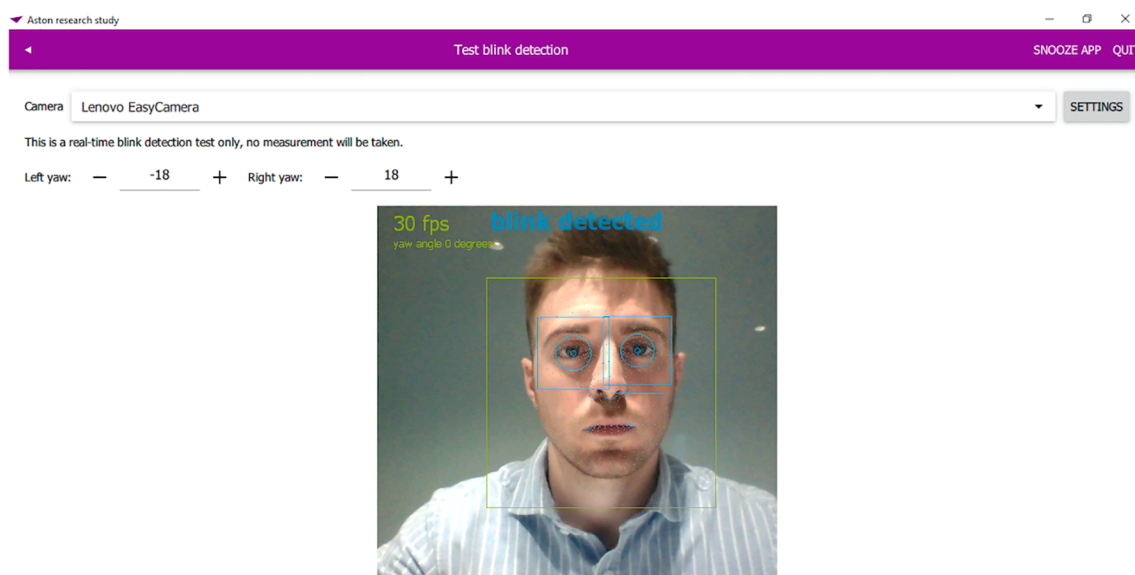 Aston research study
Test blink detection
SNOOZE APP QUIT
Camera Lenovo EasyCamera SETTINGS
This is a real-time blink detection test only, no measurement will be taken.
Left yaw: − -18 + Right yaw: − 18 +
30 fps blink detected
yaw angle 0 degrees